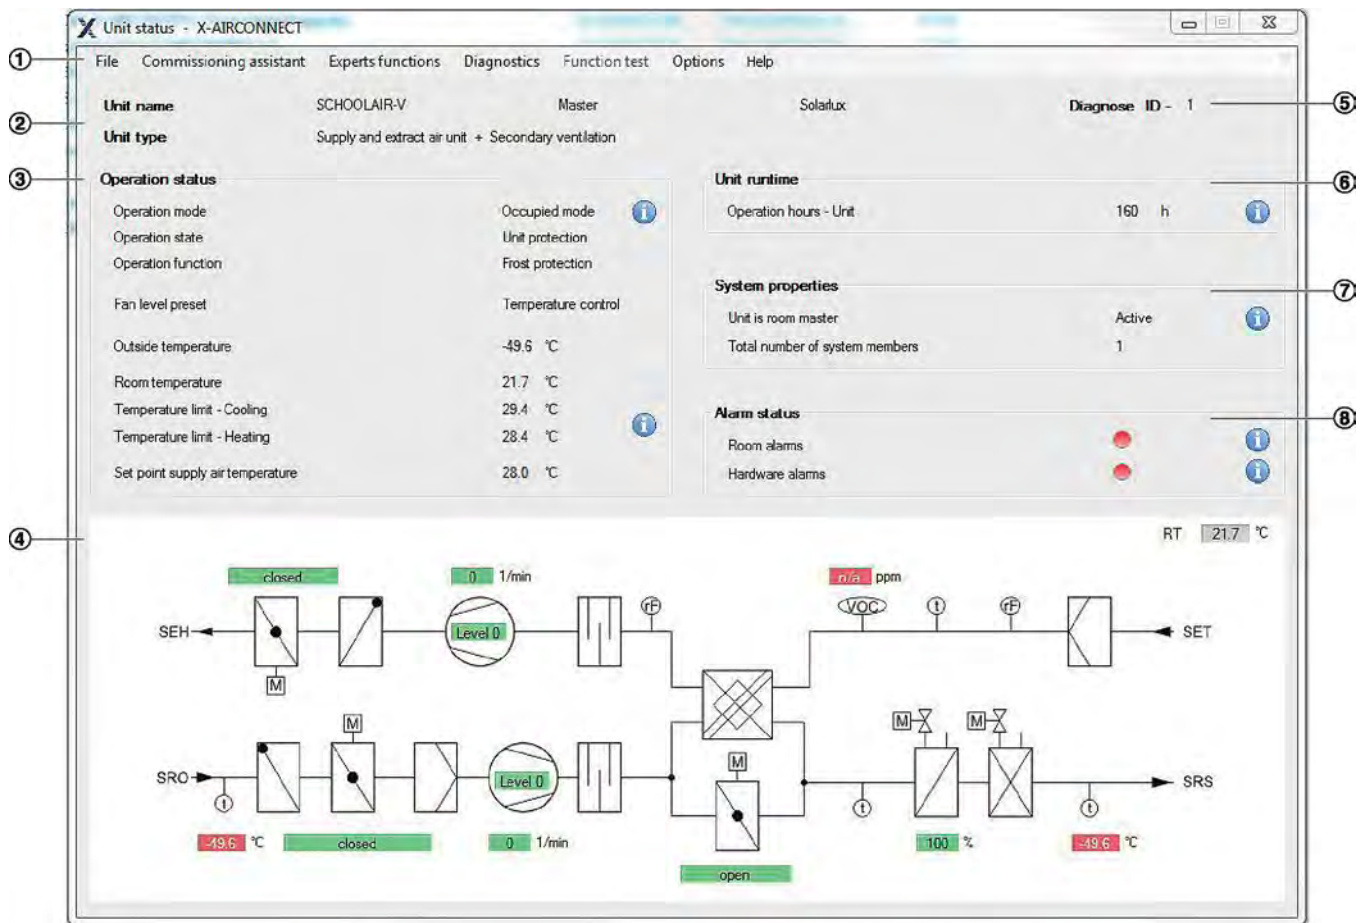 Unit status - X-AIRCONNECT
① File Commissioning assistant Experts functions Diagnostics Function test Options Help
Unit name SCHOOLAIR-V Master Solarlux Diagnose ID - 1 ⑤
②
Unit type Supply and extract air unit + Secondary ventilation
③ Operation status
Operation mode Occupied mode
Operation state Unit protection
Operation function Frost protection
Fan level preset Temperature control
Outside temperature -49.6 °C
Room temperature 21.7 °C
Temperature limit - Cooling 29.4 °C
Temperature limit - Heating 28.4 °C
Set point supply air temperature 28.0 °C
Unit runtime ⑥
Operation hours - Unit 160 h
System properties ⑦
Unit is room master Active
Total number of system members 1
Alarm status ⑧
Room alarms
Hardware alarms
④ RT 21.7 °C
closed 0 1/min n/a ppm
rF VOC t rF
SEH Level 0 SET
M
M M M
M
SRO Level 0 SRS
t t t
-49.6 °C closed 0 1/min 100 % -49.6 °C
open